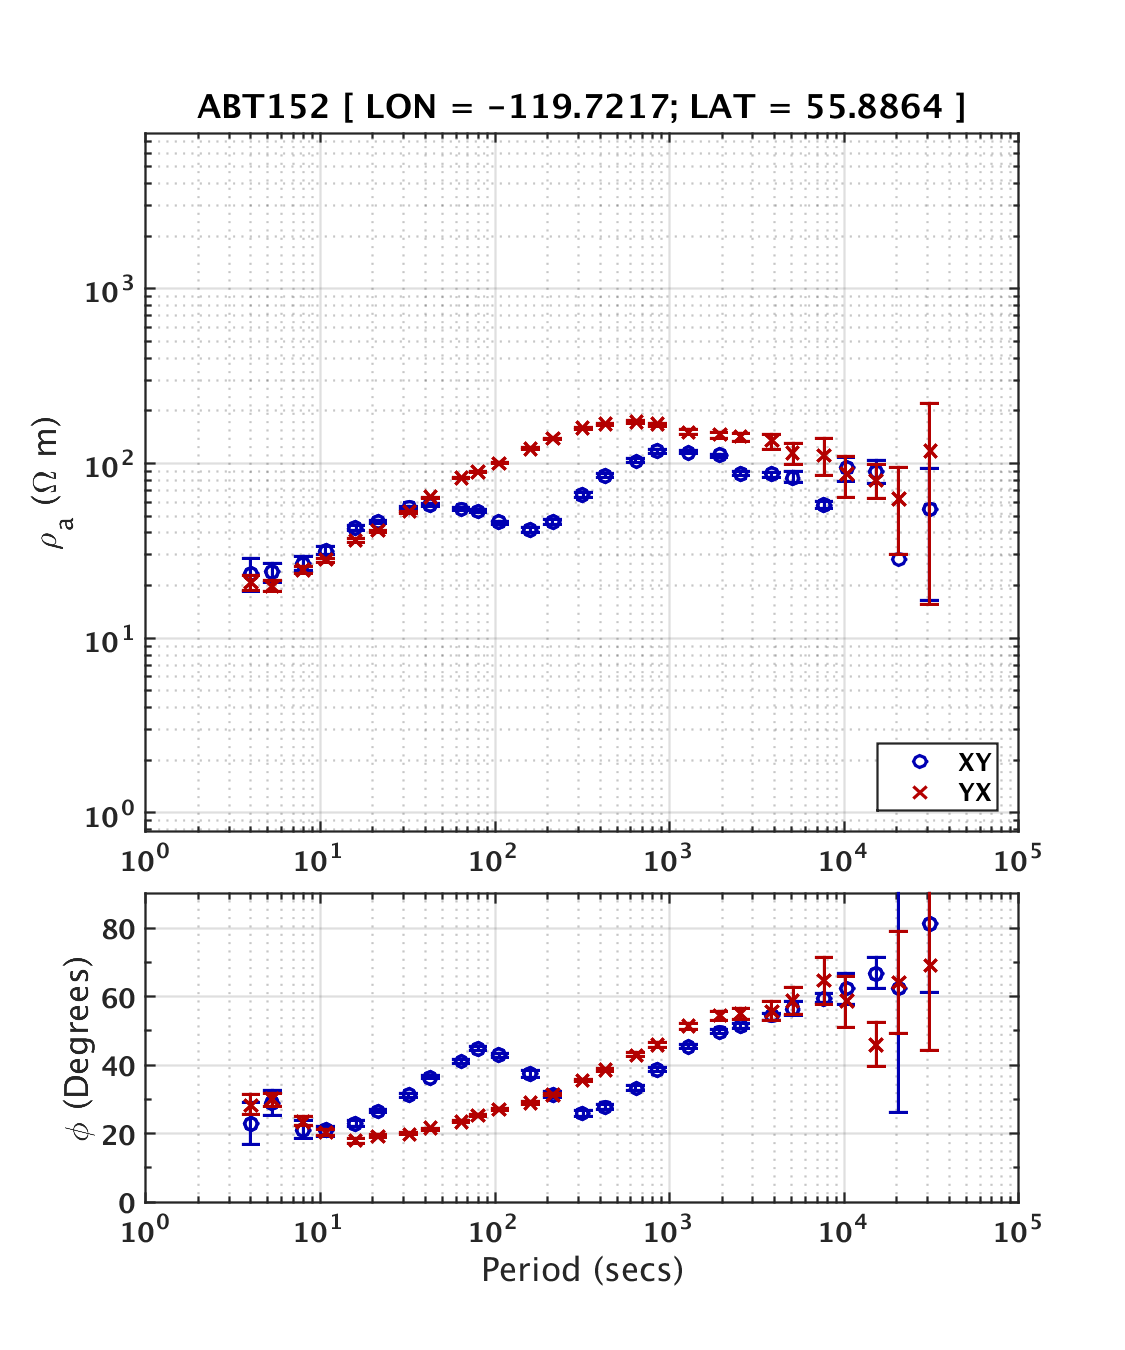 ABT152 [ LON = -119.7217; LAT = 55.8864 ]
10³
10²
10¹
10⁰
ρₐ (Ω m)
XY
YX
10⁰ 10¹ 10² 10³ 10⁴ 10⁵
80
60
40
20
0
ϕ (Degrees)
10⁰ 10¹ 10² 10³ 10⁴ 10⁵
Period (secs)